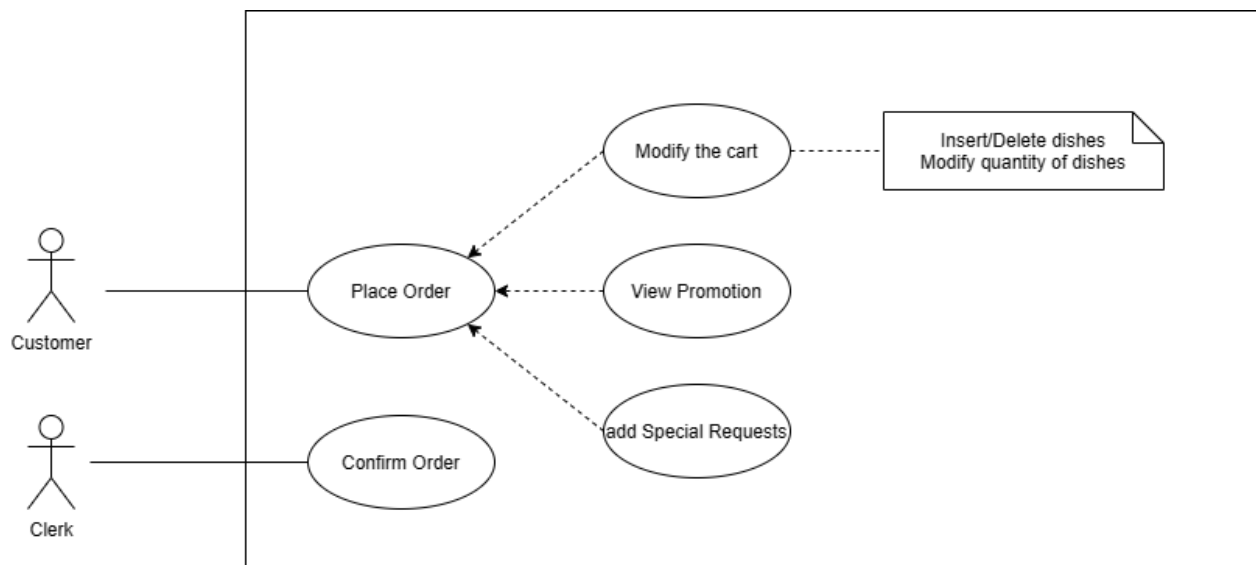 Modify the cart
Insert/Delete dishes
Modify quantity of dishes
Place Order
View Promotion
Customer
add Special Requests
Confirm Order
Clerk